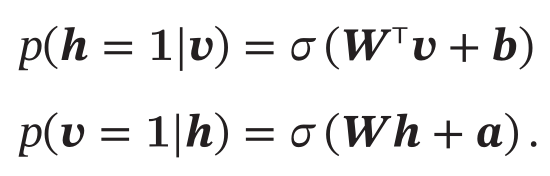 p(h = 1|v) = σ(W⊤v + b)
p(v = 1|h) = σ(Wh + a).